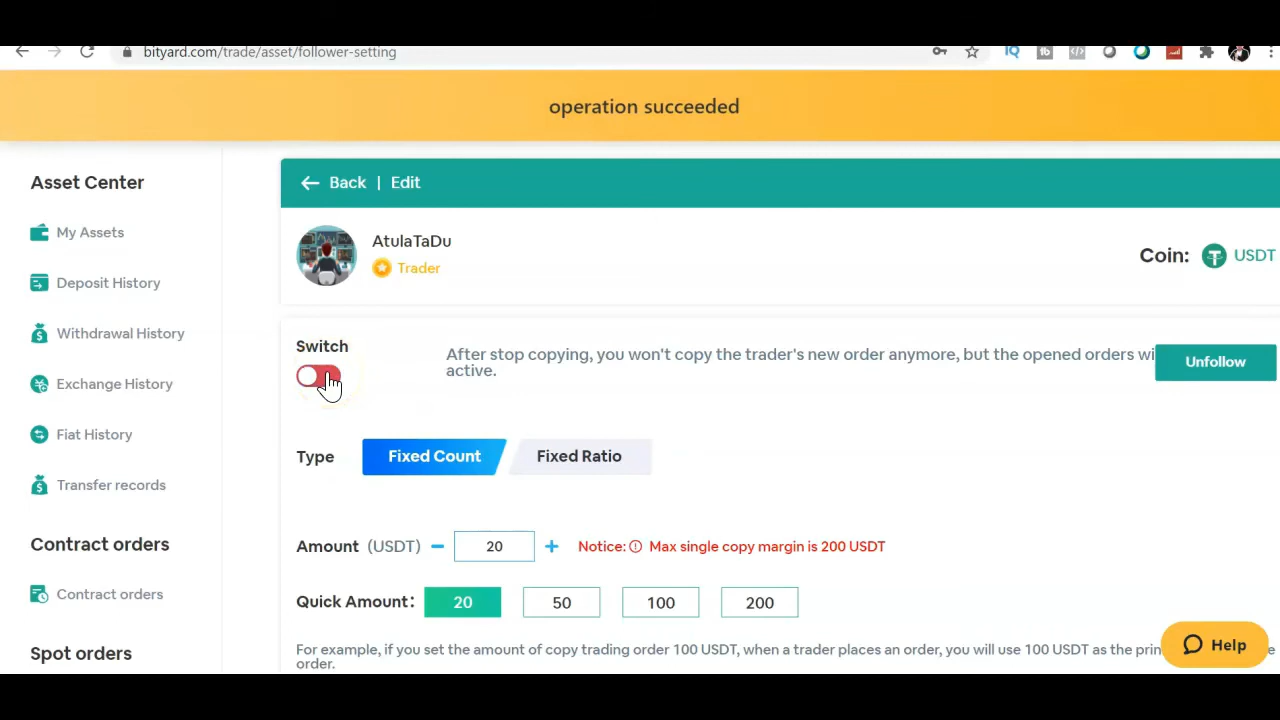 bityard.com/trade/asset/follower-setting
operation succeeded
Asset Center
My Assets
Deposit History
Withdrawal History
Exchange History
Fiat History
Transfer records
Contract orders
Contract orders
Spot orders
Back | Edit
AtulaTaDu
Trader
Coin: USDT
Switch
After stop copying, you won't copy the trader's new order anymore, but the opened orders wi
active.
Unfollow
Type Fixed Count Fixed Ratio
Amount (USDT) - 20 + Notice: Max single copy margin is 200 USDT
Quick Amount: 20 50 100 200
For example, if you set the amount of copy trading order 100 USDT, when a trader places an order, you will use 100 USDT as the prin
order.
Help